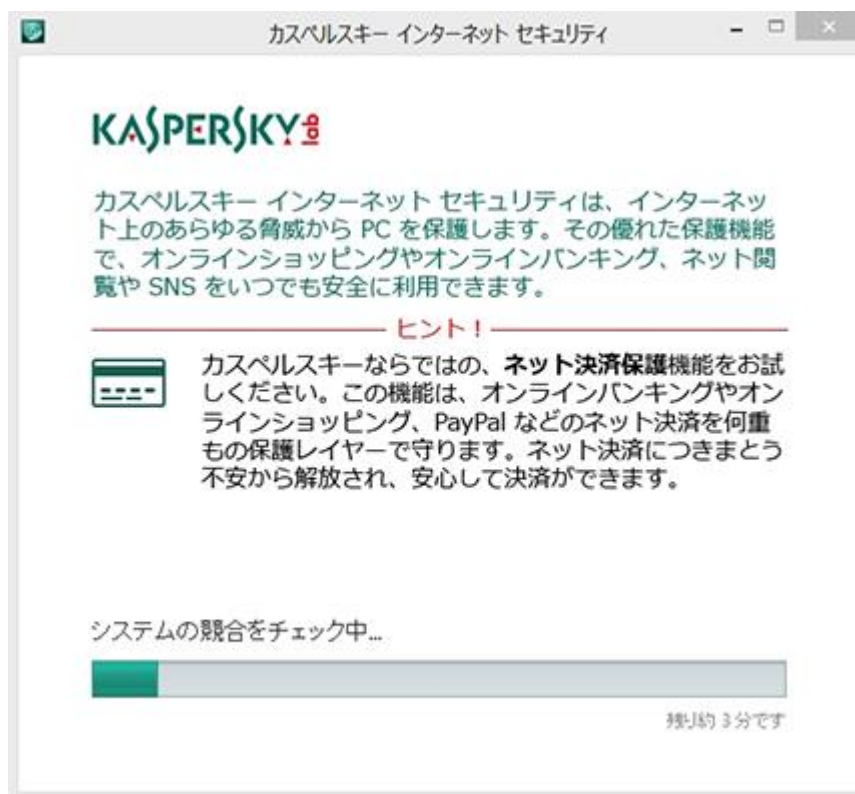 カスペルスキー インターネット セキュリティ
KASPERSKY lab
カスペルスキー インターネット セキュリティは、インターネッ
ト上のあらゆる脅威から PC を保護します。その優れた保護機能
で、オンラインショッピングやオンラインバンキング、ネット閲
覧や SNS をいつでも安全に利用できます。
ヒント！
カスペルスキーならではの、ネット決済保護機能をお試
しください。この機能は、オンラインバンキングやオン
ラインショッピング、PayPal などのネット決済を何重
もの保護レイヤーで守ります。ネット決済につきまとう
不安から解放され、安心して決済ができます。
システムの競合をチェック中...
残り約 3 分です